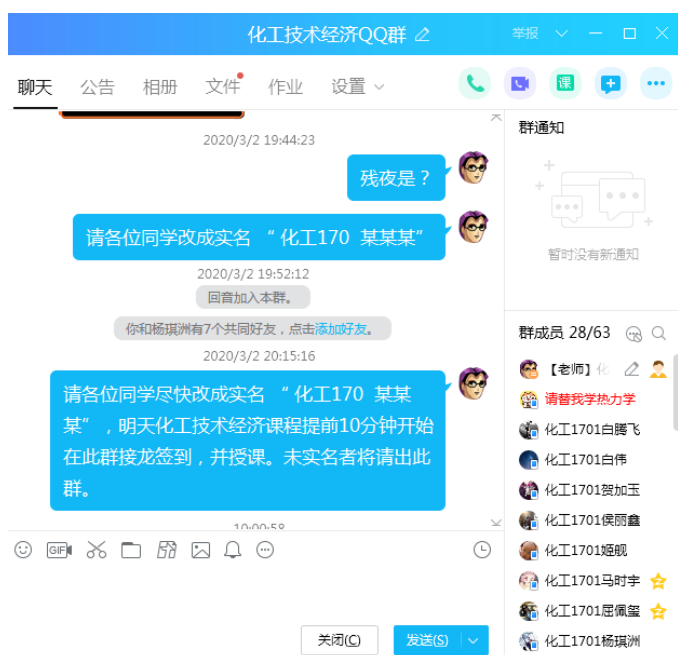 化工技术经济QQ群
举报
聊天 公告 相册 文件 作业 设置
课
2020/3/2 19:44:23
残夜是？
请各位同学改成实名 “ 化工170 某某某”
2020/3/2 19:52:12
回音加入本群。
你和杨琪洲有7个共同好友，点击添加好友。
2020/3/2 20:15:16
请各位同学尽快改成实名 “ 化工170 某某
某” ，明天化工技术经济课程提前10分钟开始
在此群接龙签到，并授课。未实名者将请出此
群。
10:00:58
GIF
关闭(C) 发送(S)
群通知
暂时没有新通知
群成员 28/63
【老师】化
请替我学热力学
化工1701白腾飞
化工1701白伟
化工1701贺加玉
化工1701侯丽鑫
化工1701姬舰
化工1701马时宇
化工1701屈佩玺
化工1701杨琪洲